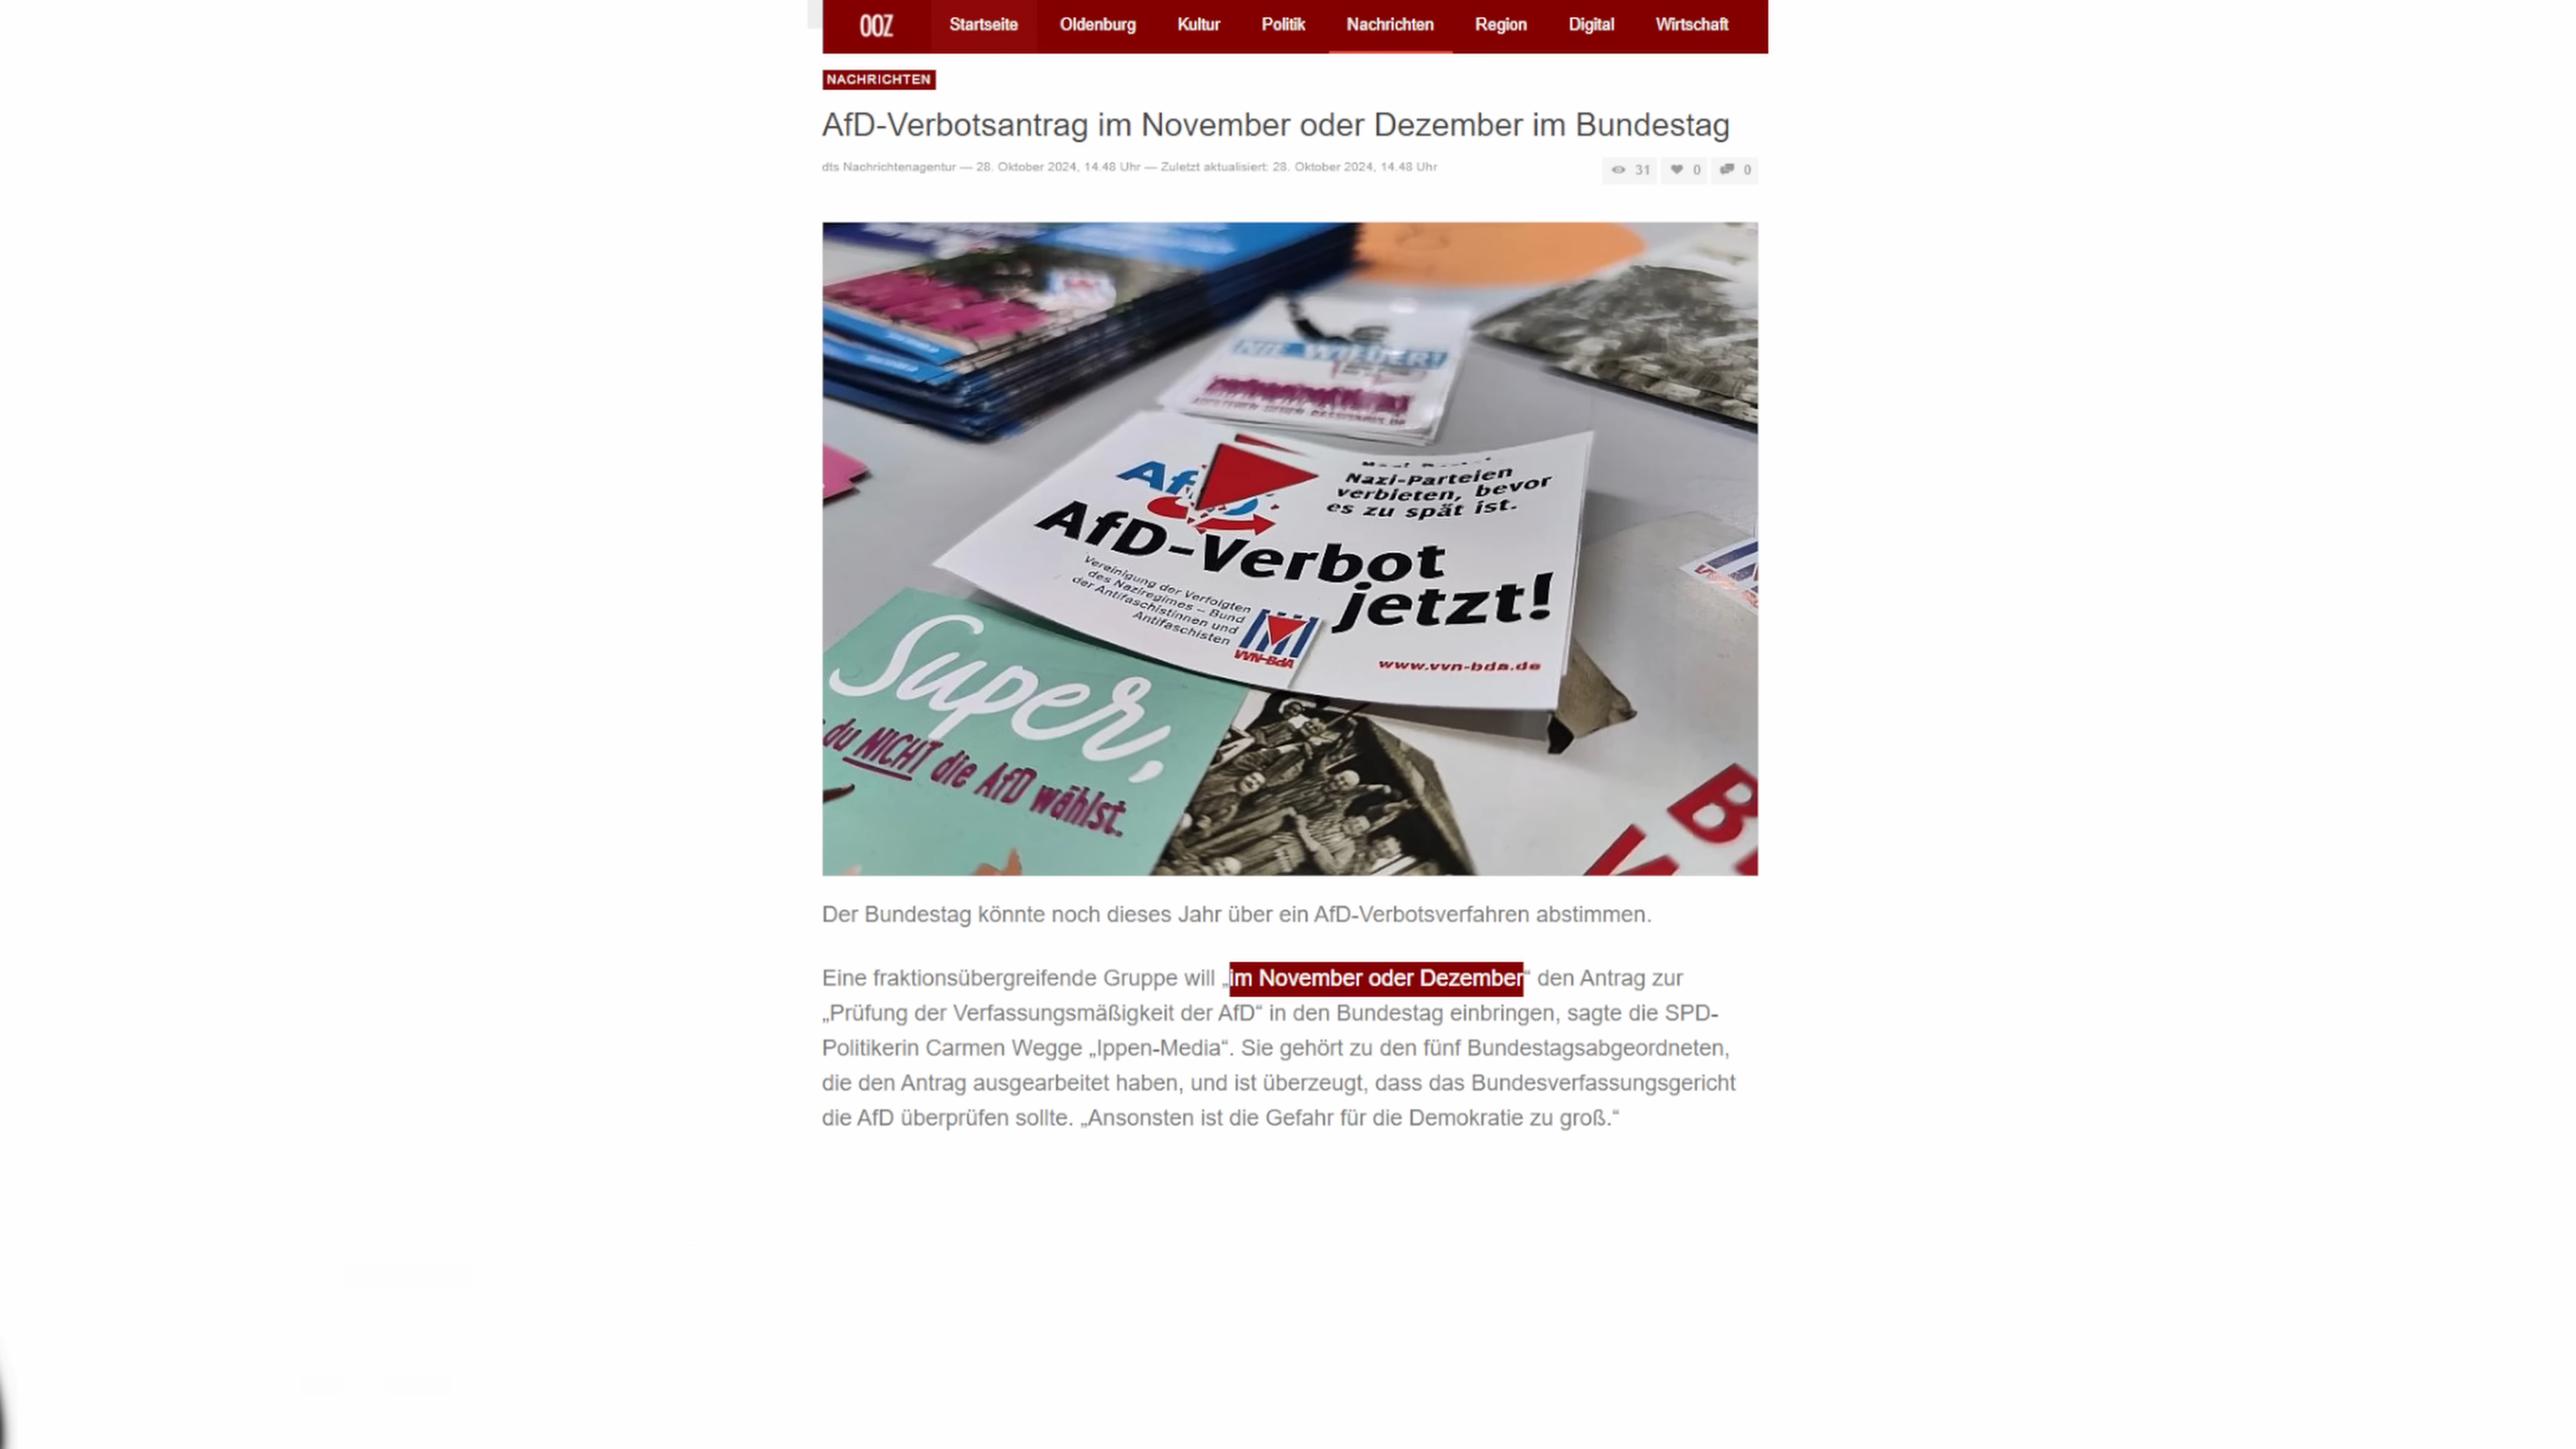 OOZ Startseite Oldenburg Kultur Politik Nachrichten Region Digital Wirtschaft
NACHRICHTEN
AfD-Verbotsantrag im November oder Dezember im Bundestag
dts Nachrichtenagentur — 28. Oktober 2024, 14.48 Uhr — Zuletzt aktualisiert: 28. Oktober 2024, 14.48 Uhr
31 0 0
NIE WIEDER!
Nazi-Parteien
verbieten, bevor
es zu spät ist.
AfD-Verbot
jetzt!
Vereinigung der Verfolgten
des Naziregimes – Bund
der Antifaschistinnen und
Antifaschisten
VVN-BdA
www.vvn-bda.de
Super,
du NICHT die AfD wählst.
Der Bundestag könnte noch dieses Jahr über ein AfD-Verbotsverfahren abstimmen.
Eine fraktionsübergreifende Gruppe will „im November oder Dezember“ den Antrag zur
„Prüfung der Verfassungsmäßigkeit der AfD“ in den Bundestag einbringen, sagte die SPD-
Politikerin Carmen Wegge „Ippen-Media“. Sie gehört zu den fünf Bundestagsabgeordneten,
die den Antrag ausgearbeitet haben, und ist überzeugt, dass das Bundesverfassungsgericht
die AfD überprüfen sollte. „Ansonsten ist die Gefahr für die Demokratie zu groß.“